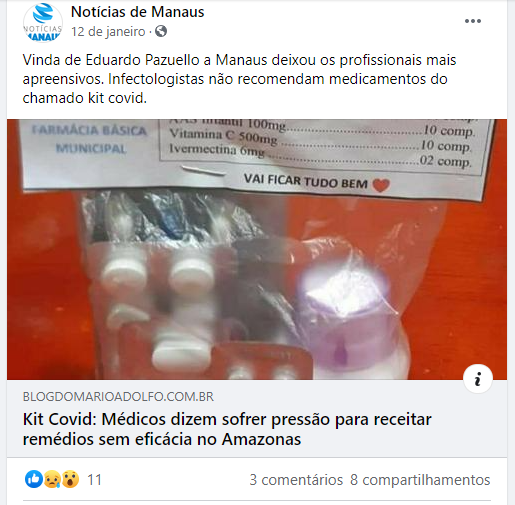 Notícias de Manaus
NOTÍCIAS
MANAUS
12 de janeiro ·
Vinda de Eduardo Pazuello a Manaus deixou os profissionais mais
apreensivos. Infectologistas não recomendam medicamentos do
chamado kit covid.
AAS Infantil 100mg 10 comp.
FARMÁCIA BÁSICA
MUNICIPAL
Vitamina C 500mg 10 comp.
Ivermectina 6mg 02 comp.
VAI FICAR TUDO BEM
BLOGDOMARIOADOLFO.COM.BR
Kit Covid: Médicos dizem sofrer pressão para receitar
remédios sem eficácia no Amazonas
11
3 comentários 8 compartilhamentos